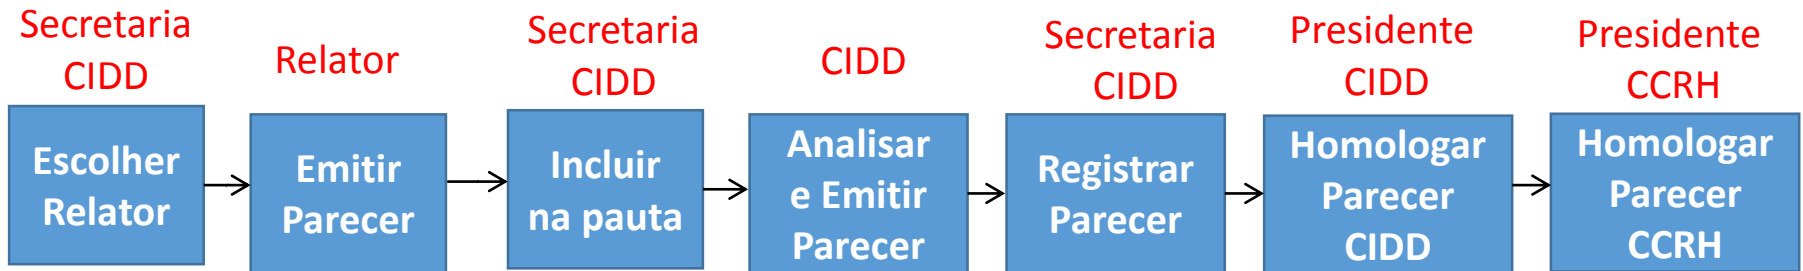 Secretaria
CIDD
Escolher
Relator
Relator
Emitir
Parecer
Secretaria
CIDD
Incluir
na pauta
CIDD
Analisar
e Emitir
Parecer
Secretaria
CIDD
Registrar
Parecer
Presidente
CIDD
Homologar
Parecer
CIDD
Presidente
CCRH
Homologar
Parecer
CCRH